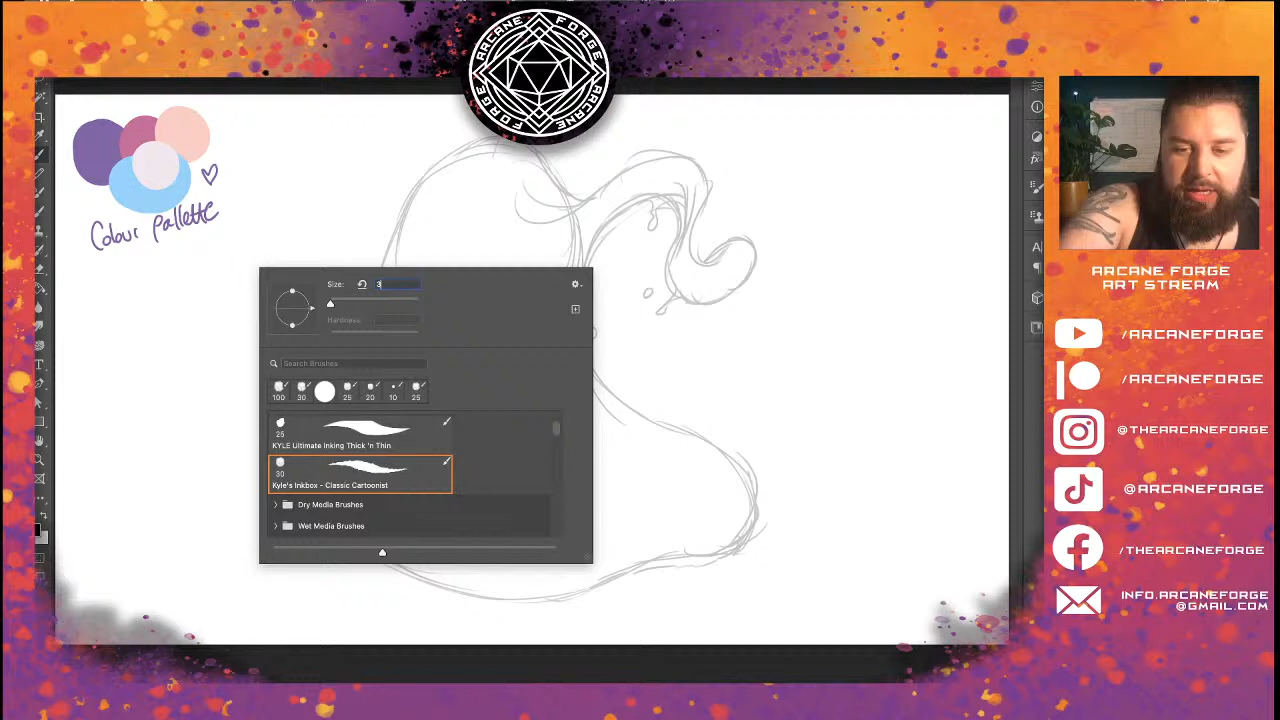 ARCANE FORGE ARCANE FORGE
Colour Pallette
Size: 3
Hardness:
Search Brushes
100 30 25 20 10 25
25
KYLE Ultimate Inking Thick 'n Thin
30
Kyle's Inkbox - Classic Cartoonist
Dry Media Brushes
Wet Media Brushes
fx
A
T
ARCANE FORGE
ART STREAM
/ARCANEFORGE
/ARCANEFORGE
@THEARCANEFORGE
@ARCANEFORGE
/THEARCANEFORGE
INFO.ARCANEFORGE
@GMAIL.COM